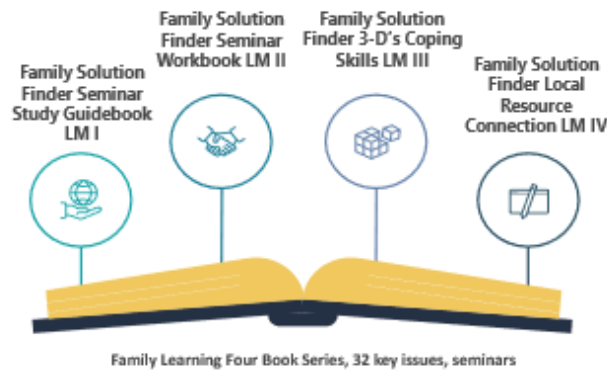 Family Solution
Finder Seminar
Study Guidebook
LM I
Family Solution
Finder Seminar
Workbook LM II
Family Solution
Finder 3-D's Coping
Skills LM III
Family Solution
Finder Local
Resource
Connection LM IV
Family Learning Four Book Series, 32 key issues, seminars